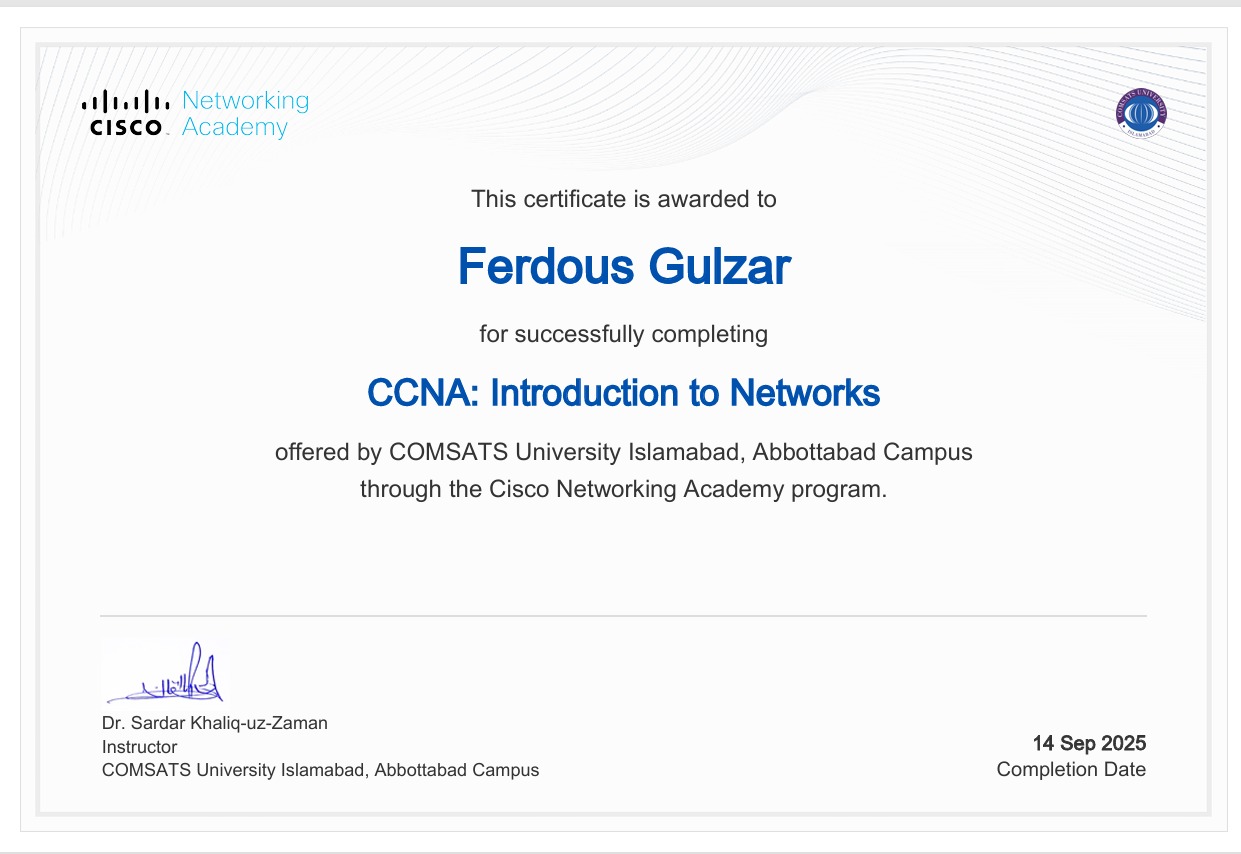 CISCO Networking
Academy
COMSATS UNIVERSITY
ISLAMABAD
This certificate is awarded to
Ferdous Gulzar
for successfully completing
CCNA: Introduction to Networks
offered by COMSATS University Islamabad, Abbottabad Campus
through the Cisco Networking Academy program.
Dr. Sardar Khaliq-uz-Zaman
Instructor
COMSATS University Islamabad, Abbottabad Campus
14 Sep 2025
Completion Date